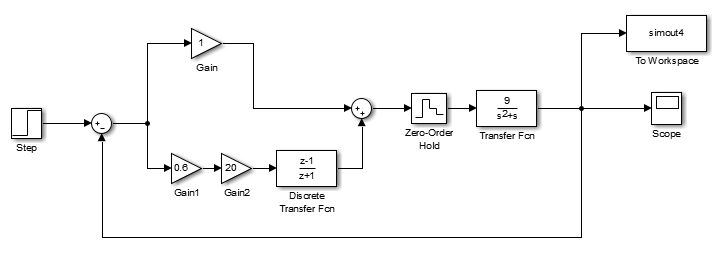 simout4
To Workspace
1
Gain
Step
+
−
+
+
Zero-Order
Hold
9
s2+s
Transfer Fcn
Scope
0.6
Gain1
20
Gain2
z-1
z+1
Discrete
Transfer Fcn